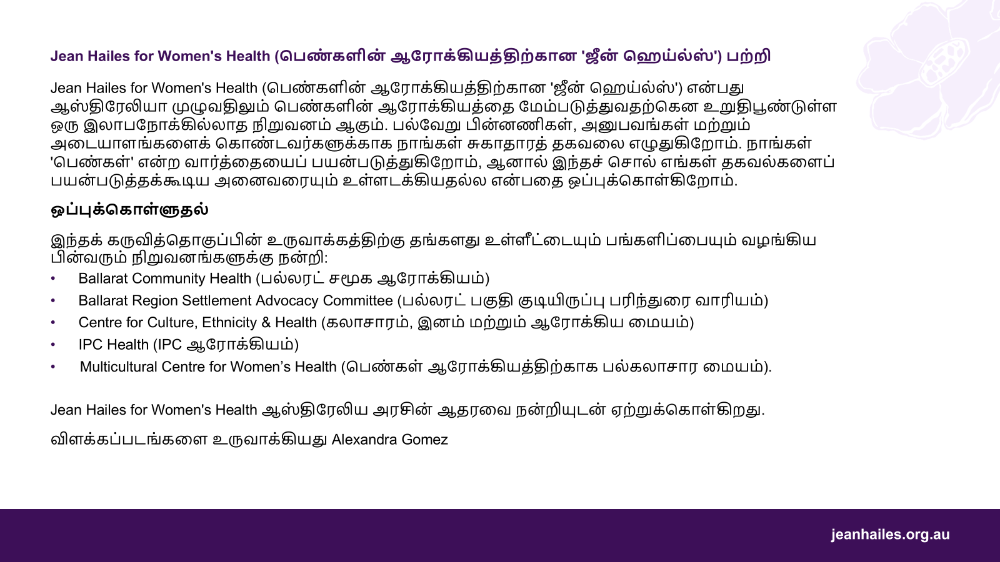 Jean Hailes for Women's Health (பெண்களின் ஆரோக்கியத்திற்கான 'ஜீன் ஹெய்ல்ஸ்') பற்றி
Jean Hailes for Women's Health (பெண்களின் ஆரோக்கியத்திற்கான 'ஜீன் ஹெய்ல்ஸ்') என்பது
ஆஸ்திரேலியா முழுவதிலும் பெண்களின் ஆரோக்கியத்தை மேம்படுத்துவதற்கென உறுதிபூண்டுள்ள
ஒரு இலாபநோக்கில்லாத நிறுவனம் ஆகும். பல்வேறு பின்னணிகள், அனுபவங்கள் மற்றும்
அடையாளங்களைக் கொண்டவர்களுக்காக நாங்கள் சுகாதாரத் தகவலை எழுதுகிறோம். நாங்கள்
'பெண்கள்' என்ற வார்த்தையைப் பயன்படுத்துகிறோம், ஆனால் இந்தச் சொல் எங்கள் தகவல்களைப்
பயன்படுத்தக்கூடிய அனைவரையும் உள்ளடக்கியதல்ல என்பதை ஒப்புக்கொள்கிறோம்.
ஒப்புக்கொள்ளுதல்
இந்தக் கருவித்தொகுப்பின் உருவாக்கத்திற்கு தங்களது உள்ளீட்டையும் பங்களிப்பையும் வழங்கிய
பின்வரும் நிறுவனங்களுக்கு நன்றி:
• Ballarat Community Health (பல்லரட் சமூக ஆரோக்கியம்)
• Ballarat Region Settlement Advocacy Committee (பல்லரட் பகுதி குடியிருப்பு பரிந்துரை வாரியம்)
• Centre for Culture, Ethnicity & Health (கலாசாரம், இனம் மற்றும் ஆரோக்கிய மையம்)
• IPC Health (IPC ஆரோக்கியம்)
• Multicultural Centre for Women’s Health (பெண்கள் ஆரோக்கியத்திற்காக பல்கலாசார மையம்).
Jean Hailes for Women's Health ஆஸ்திரேலிய அரசின் ஆதரவை நன்றியுடன் ஏற்றுக்கொள்கிறது.
விளக்கப்படங்களை உருவாக்கியது Alexandra Gomez
jeanhailes.org.au